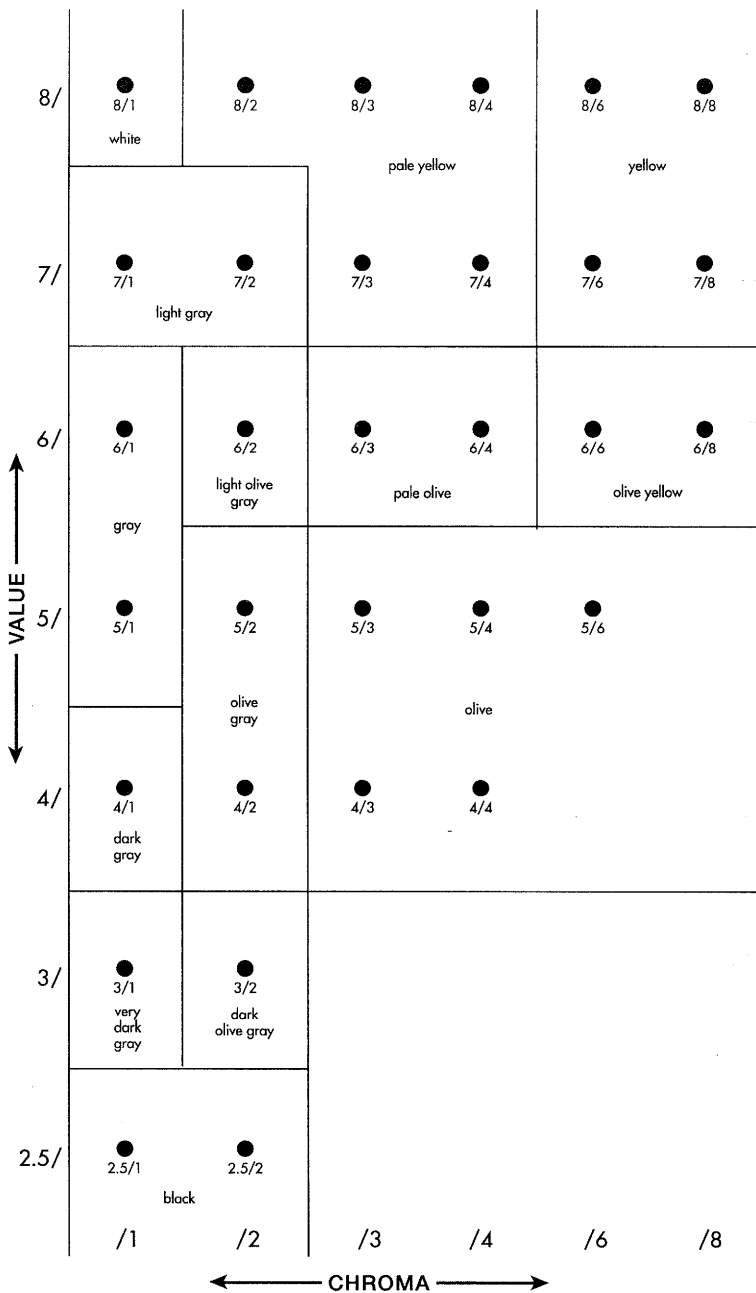 8/
8/1 8/2 8/3 8/4 8/6 8/8
white
pale yellow yellow
7/
7/1 7/2 7/3 7/4 7/6 7/8
light gray
6/
6/1 6/2 6/3 6/4 6/6 6/8
light olive
gray
pale olive olive yellow
gray
5/
5/1 5/2 5/3 5/4 5/6
olive
gray
olive
4/
4/1 4/2 4/3 4/4
dark
gray
3/
3/1 3/2
very
dark
gray
dark
olive gray
2.5/
2.5/1 2.5/2
black
/1 /2 /3 /4 /6 /8
VALUE
CHROMA